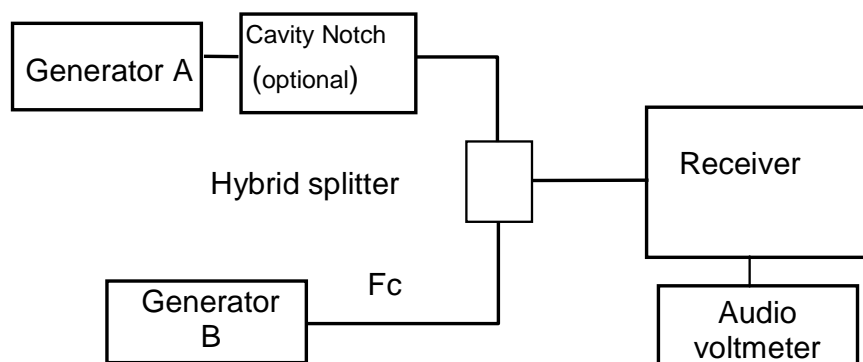 Generator A
Cavity Notch
(optional)
Hybrid splitter
Receiver
Fc
Generator
B
Audio
voltmeter